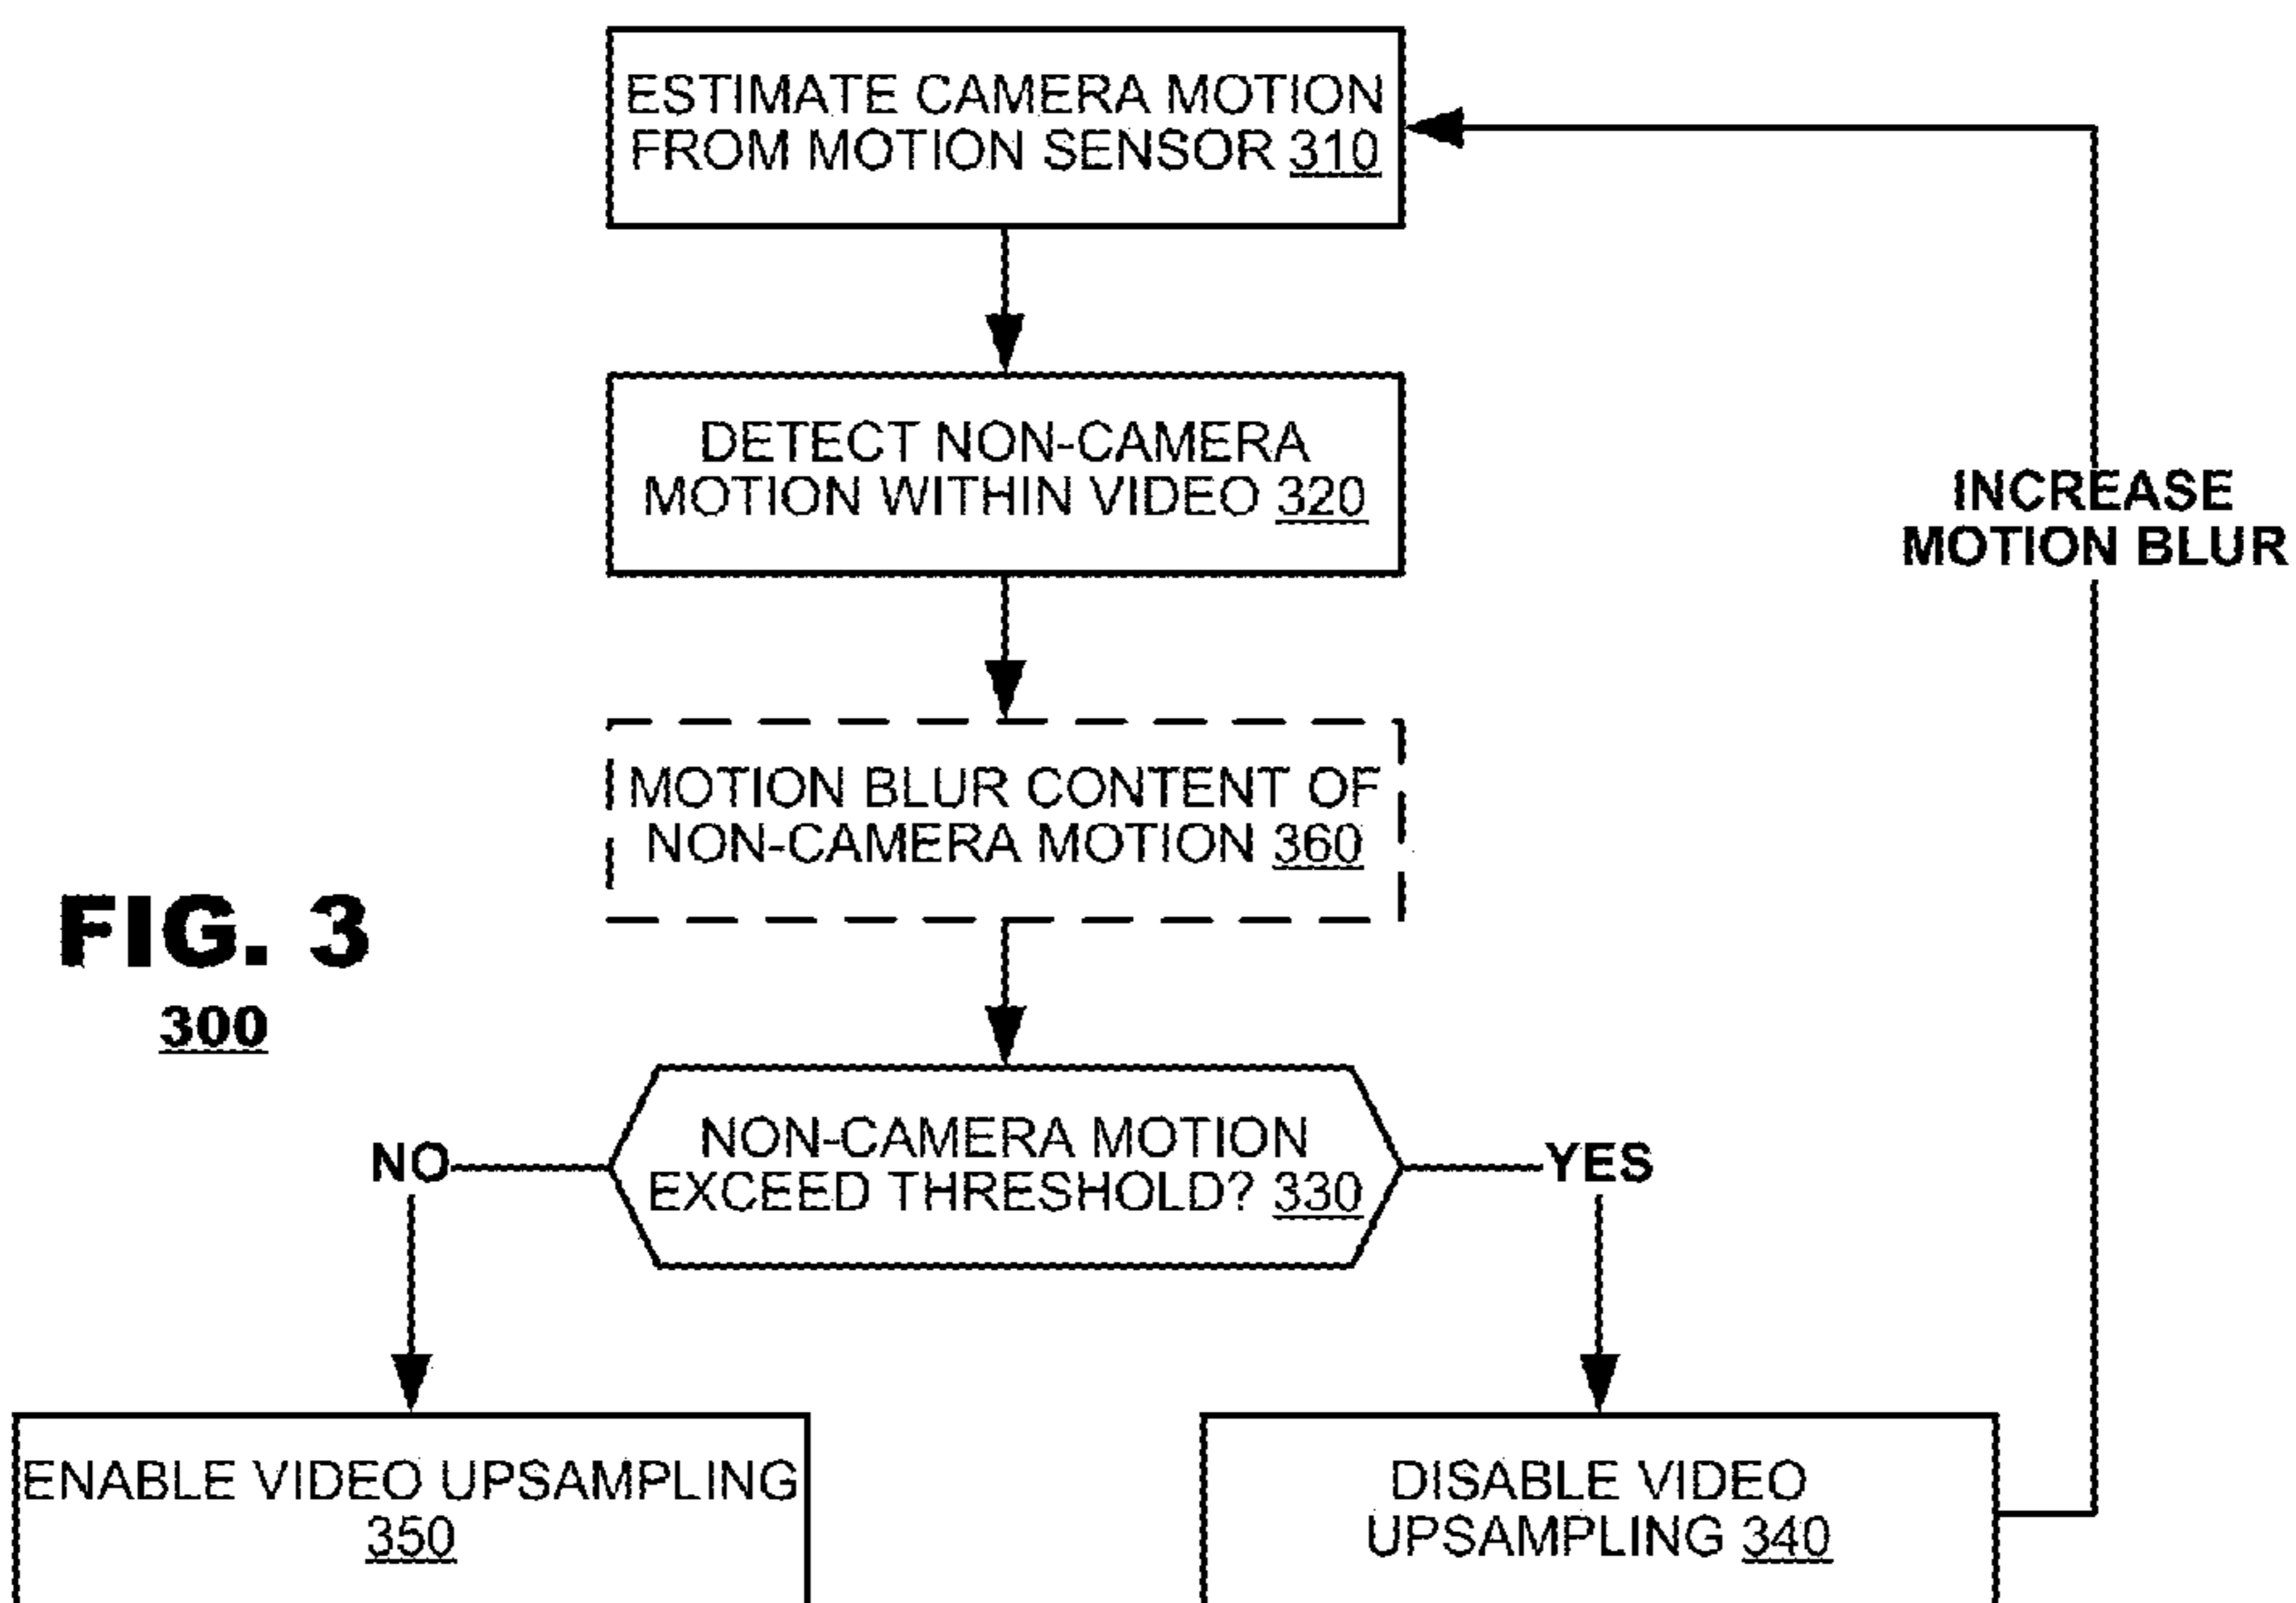 ESTIMATE CAMERA MOTION
FROM MOTION SENSOR 310
DETECT NON-CAMERA
MOTION WITHIN VIDEO 320
INCREASE
MOTION BLUR
MOTION BLUR CONTENT OF
NON-CAMERA MOTION 360
FIG. 3
300
NON-CAMERA MOTION
EXCEED THRESHOLD? 330
NO
YES
ENABLE VIDEO UPSAMPLING
350
DISABLE VIDEO
UPSAMPLING 340